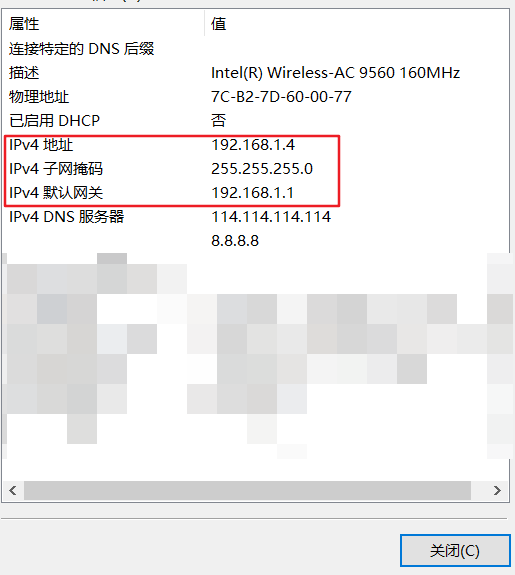 属性 值
连接特定的 DNS 后缀
描述 Intel(R) Wireless-AC 9560 160MHz
物理地址 7C-B2-7D-60-00-77
已启用 DHCP 否
IPv4 地址 192.168.1.4
IPv4 子网掩码 255.255.255.0
IPv4 默认网关 192.168.1.1
IPv4 DNS 服务器 114.114.114.114
8.8.8.8
关闭(C)